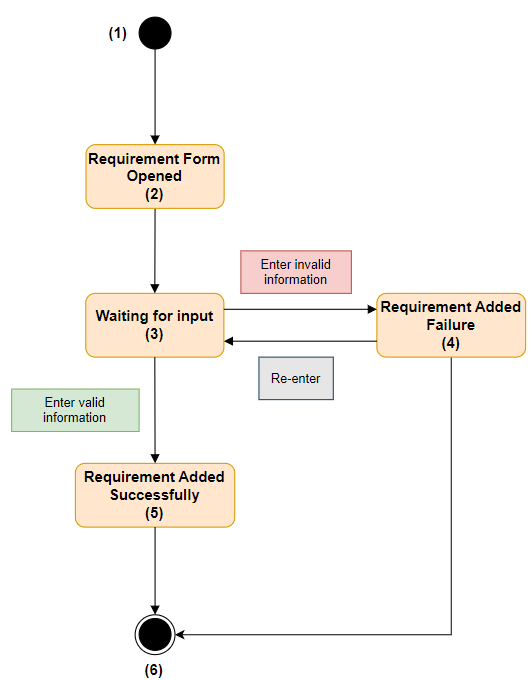 (1)
Requirement Form
Opened
(2)
Enter invalid
information
Waiting for input
(3)
Requirement Added
Failure
(4)
Re-enter
Enter valid
information
Requirement Added
Successfully
(5)
(6)